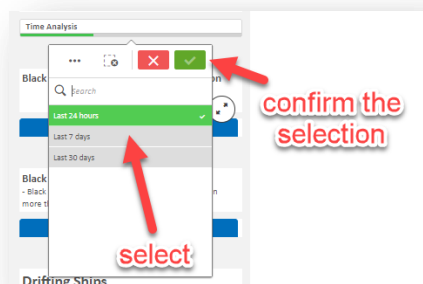 Time Analysis
Black
on
Search
confirm the
selection
Last 24 hours
Last 7 days
Last 30 days
Black
- Black
n
more t
select
Drifting Ships